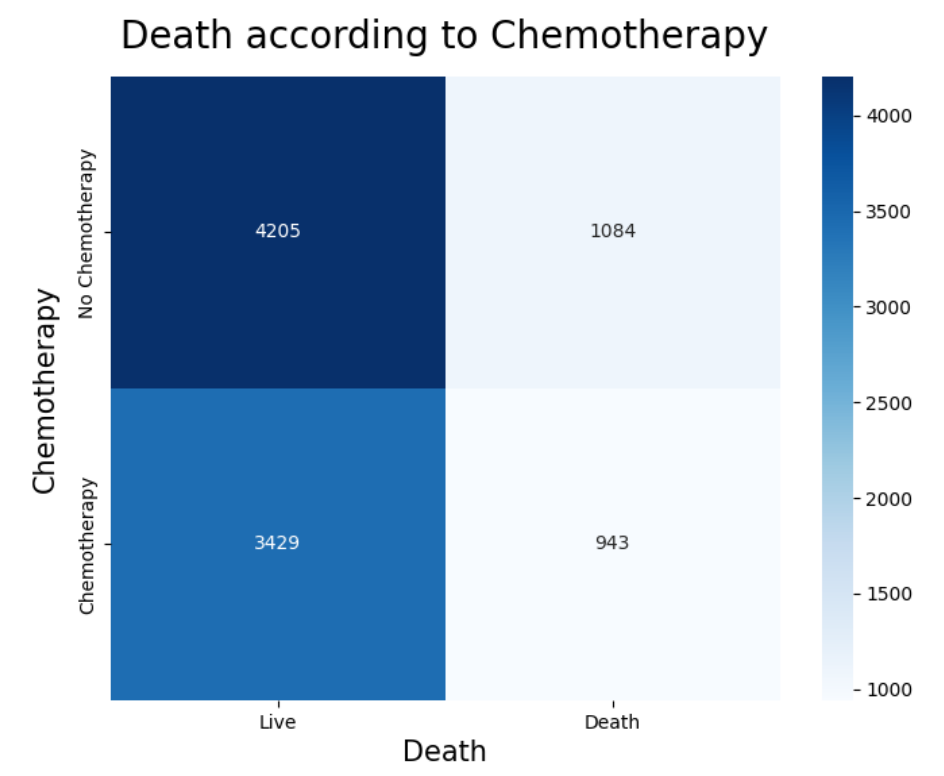 Death according to Chemotherapy
Chemotherapy
No Chemotherapy
4205
1084
Chemotherapy
3429
943
Live
Death
Death
4000
3500
3000
2500
2000
1500
1000